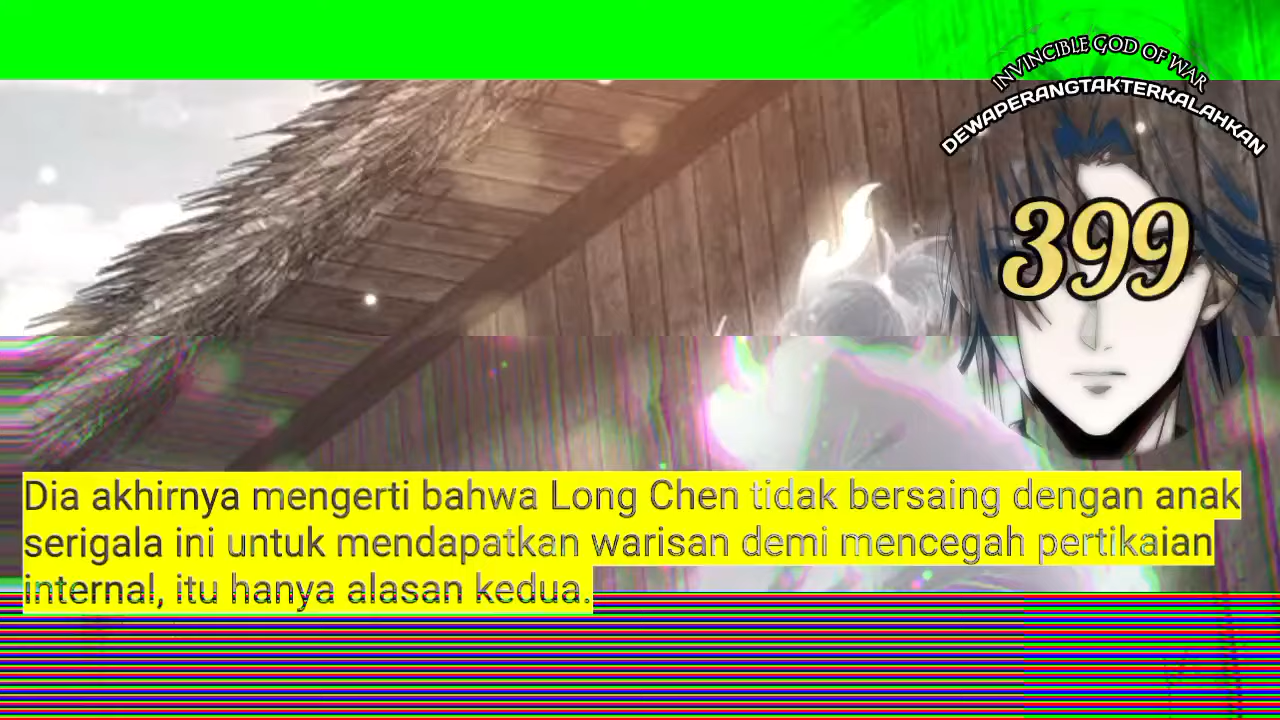 INVINCIBLE GOD OF WAR
DEWAPERANGTAKTERKALAHKAN
399
Dia akhirnya mengerti bahwa Long Chen tidak bersaing dengan anak
serigala ini untuk mendapatkan warisan demi mencegah pertikaian
internal, itu hanya alasan kedua.